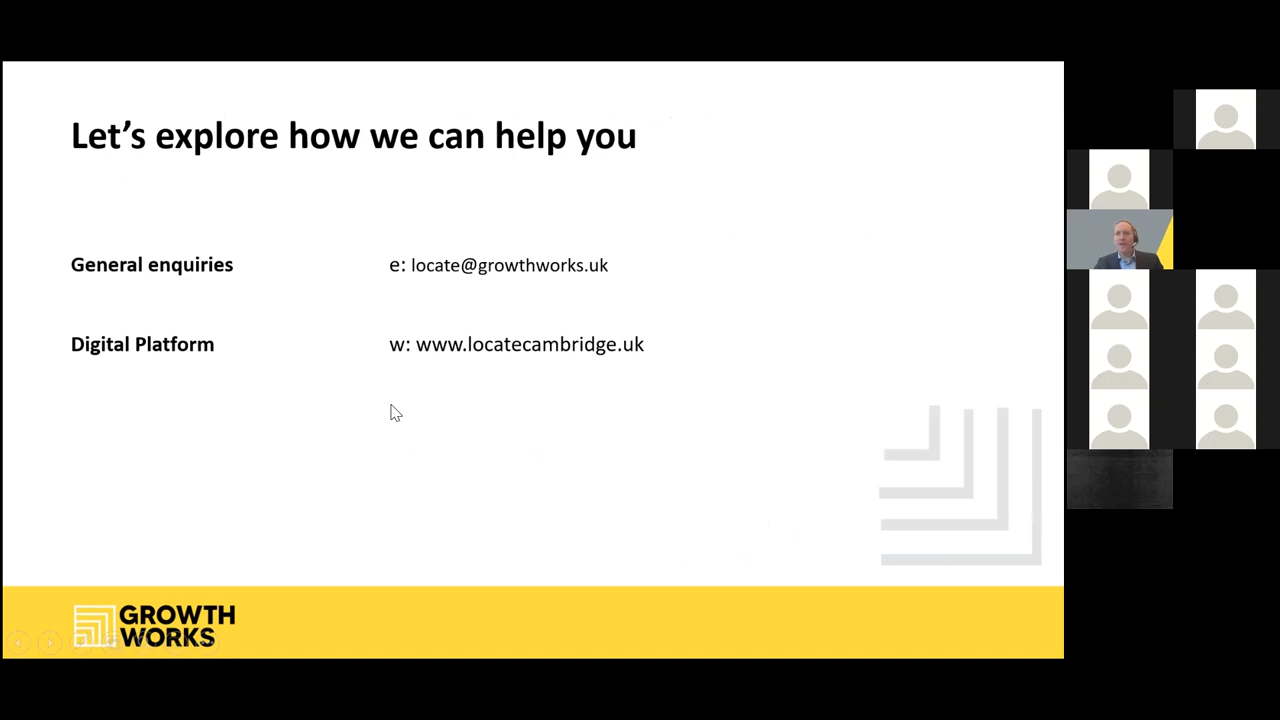 Let's explore how we can help you
General enquiries e: locate@growthworks.uk
Digital Platform w: www.locatecambridge.uk
GROWTH
WORKS